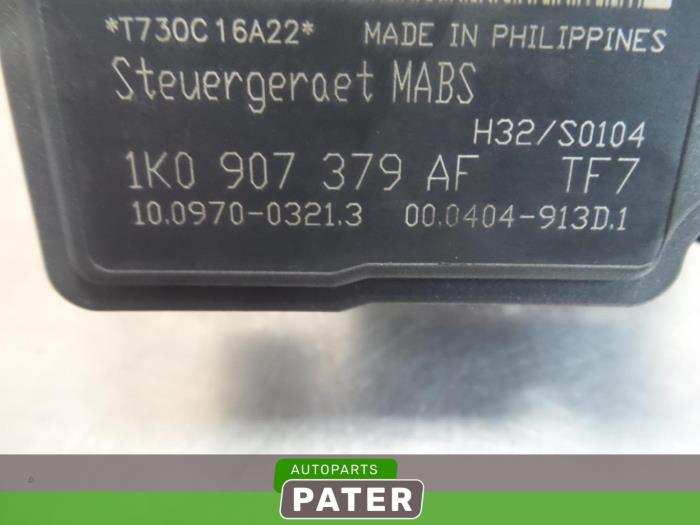 *T730C16A22* MADE IN PHILIPPINES
Steuergeraet MABS
H32/S0104
1K0 907 379 AF TF7
10.0970-0321.3 00.0404-913D.1
AUTOPARTS
PATER